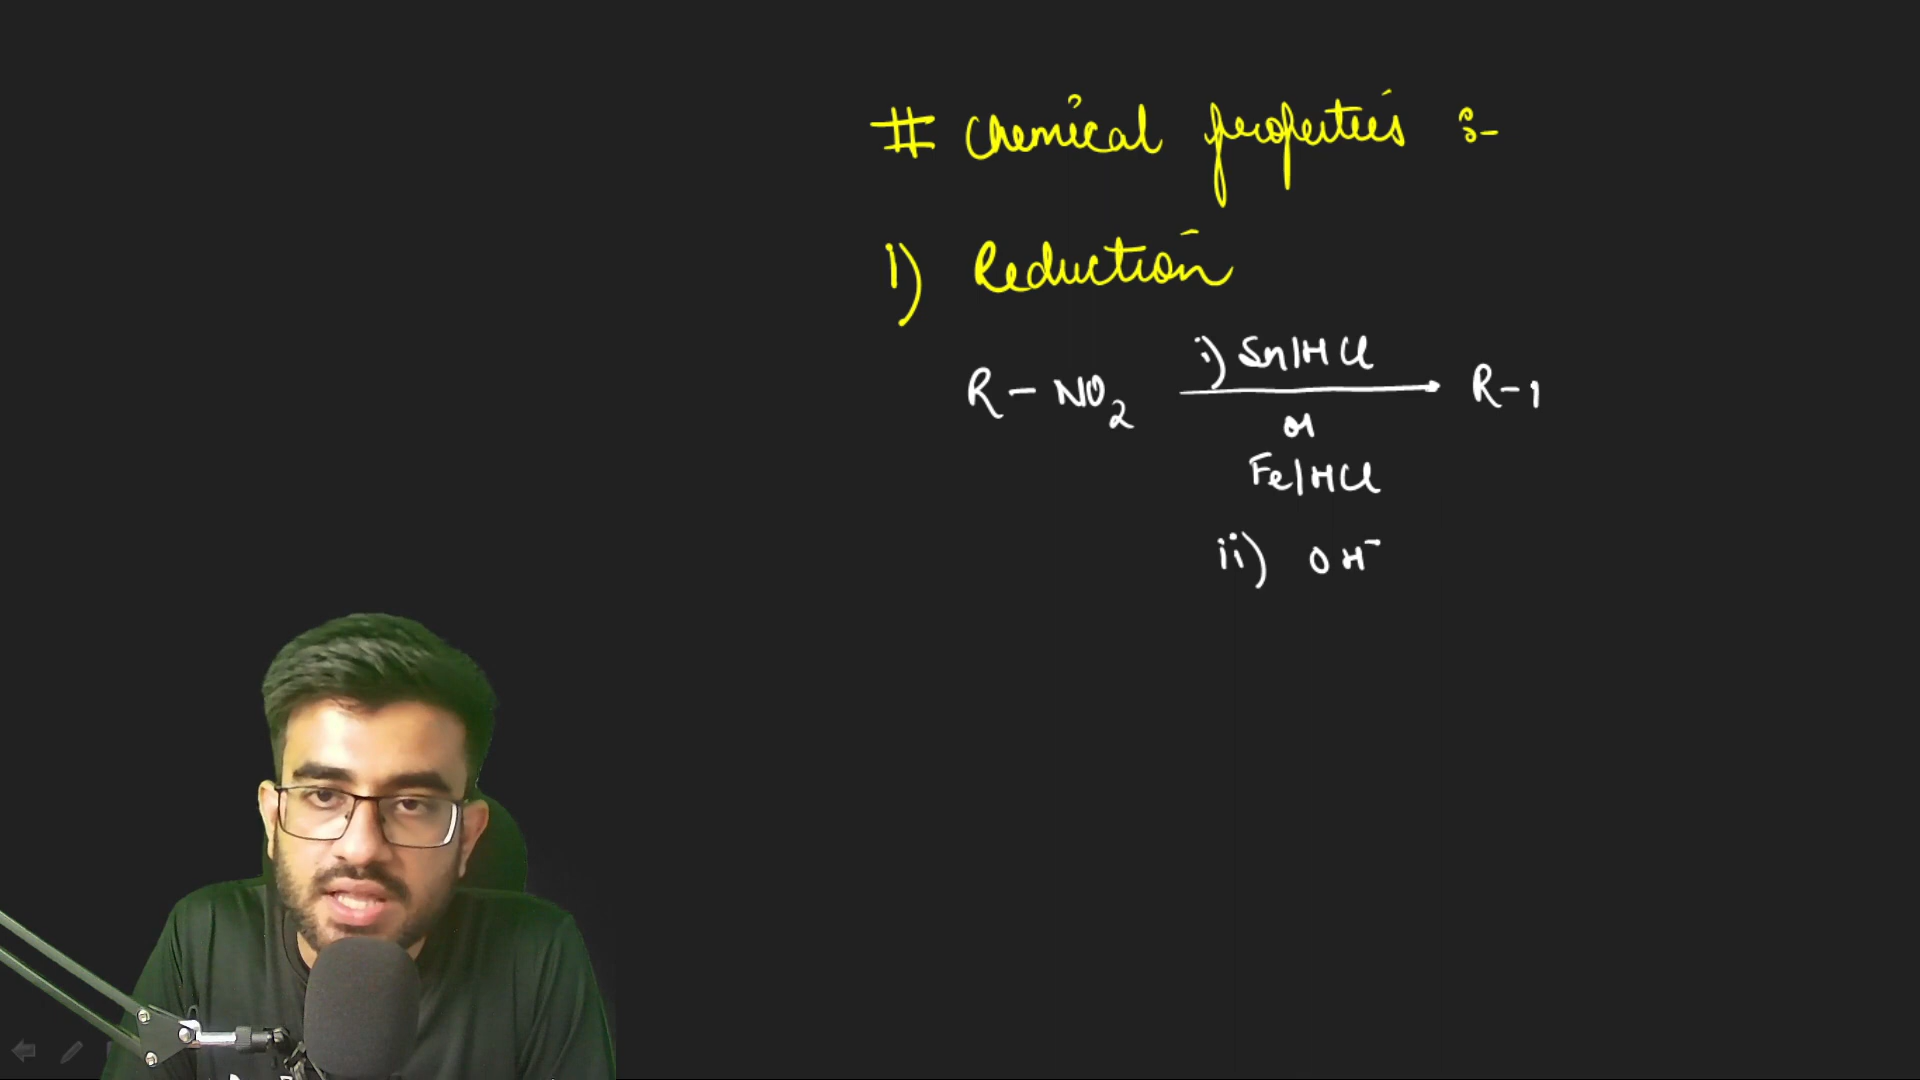 # Chemical properties :-
1) Reduction
R - NO2 i) Sn/HCl R-
or
Fe/HCl
ii) OH-